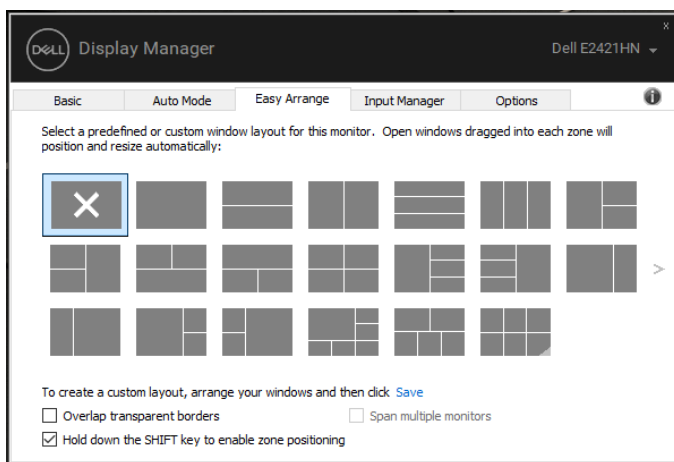 DELL Display Manager
Dell E2421HN
x
Basic Auto Mode Easy Arrange Input Manager Options
Select a predefined or custom window layout for this monitor. Open windows dragged into each zone will
position and resize automatically:
To create a custom layout, arrange your windows and then click Save
Overlap transparent borders Span multiple monitors
Hold down the SHIFT key to enable zone positioning